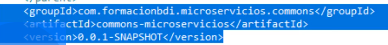 <groupId>com.formacionbdi.microservicios.commons</groupId>
<artifactId>commons-microservicios</artifactId>
<version>0.0.1-SNAPSHOT</version>